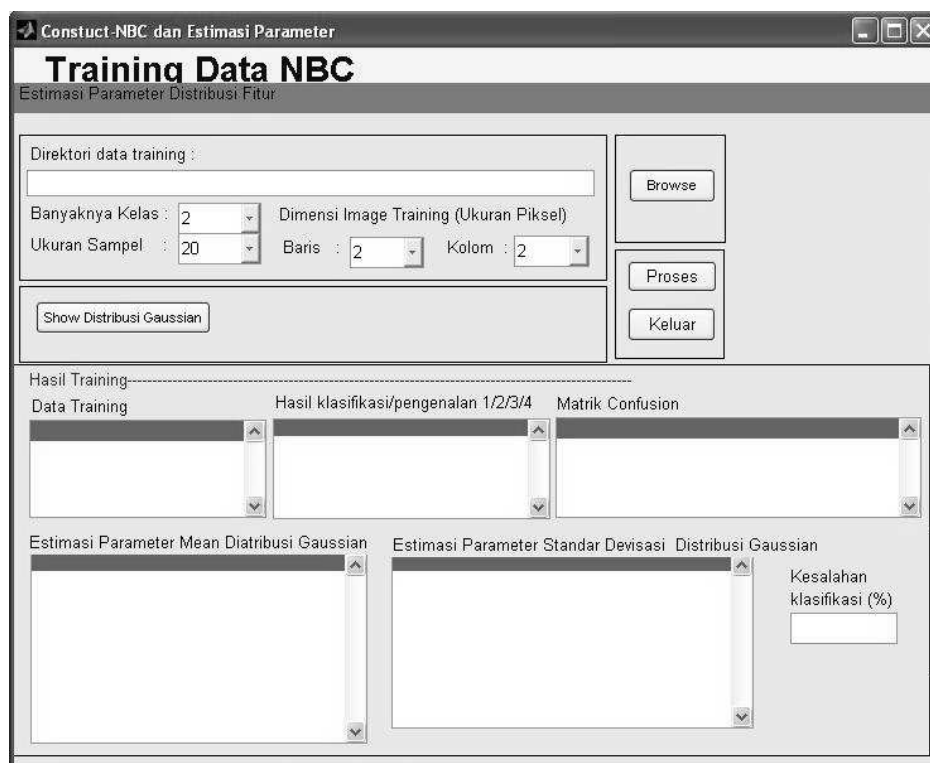 Constuct-NBC dan Estimasi Parameter
Training Data NBC
Estimasi Parameter Distribusi Fitur
Direktori data training :
Browse
Banyaknya Kelas : 2
Dimensi Image Training (Ukuran Piksel)
Ukuran Sampel : 20
Baris : 2
Kolom : 2
Proses
Show Distribusi Gaussian
Keluar
Hasil Training---
Data Training
Hasil klasifikasi/pengenalan 1/2/3/4
Matrik Confusion
Estimasi Parameter Mean Diatribusi Gaussian
Estimasi Parameter Standar Devisasi Distribusi Gaussian
Kesalahan
klasifikasi (%)